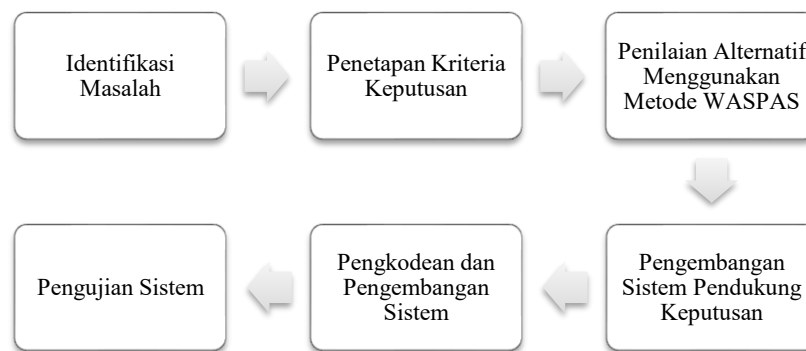 Identifikasi
Masalah
Penetapan Kriteria
Keputusan
Penilaian Alternatif
Menggunakan
Metode WASPAS
Pengembangan
Sistem Pendukung
Keputusan
Pengkodean dan
Pengembangan
Sistem
Pengujian Sistem